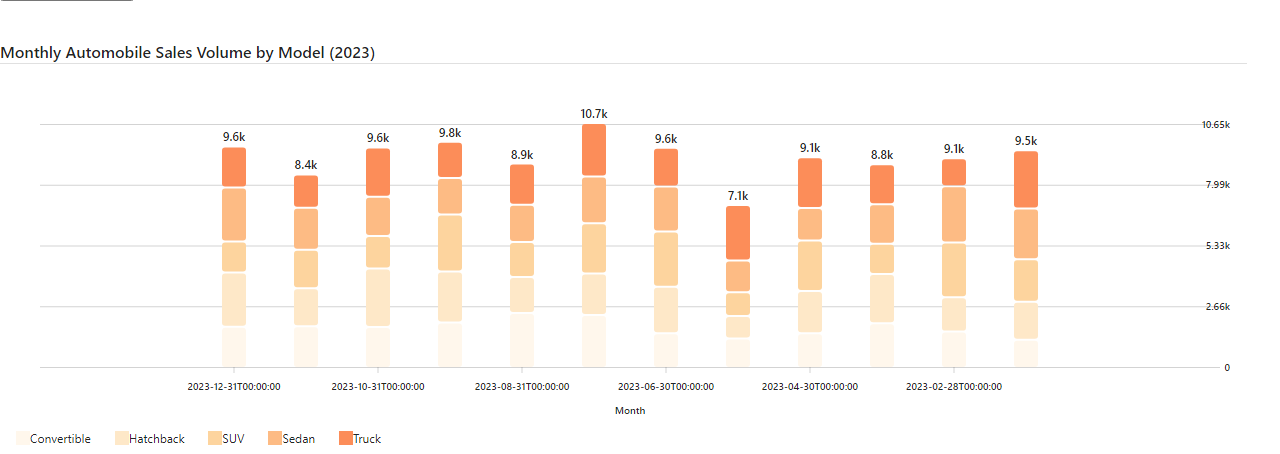 Monthly Automobile Sales Volume by Model (2023)
10.7k
9.6k 8.4k 9.6k 9.8k 8.9k 9.6k 7.1k 9.1k 8.8k 9.1k 9.5k
10.65k
7.99k
5.33k
2.66k
0
2023-12-31T00:00:00 2023-10-31T00:00:00 2023-08-31T00:00:00 2023-06-30T00:00:00 2023-04-30T00:00:00 2023-02-28T00:00:00
Month
Convertible Hatchback SUV Sedan Truck